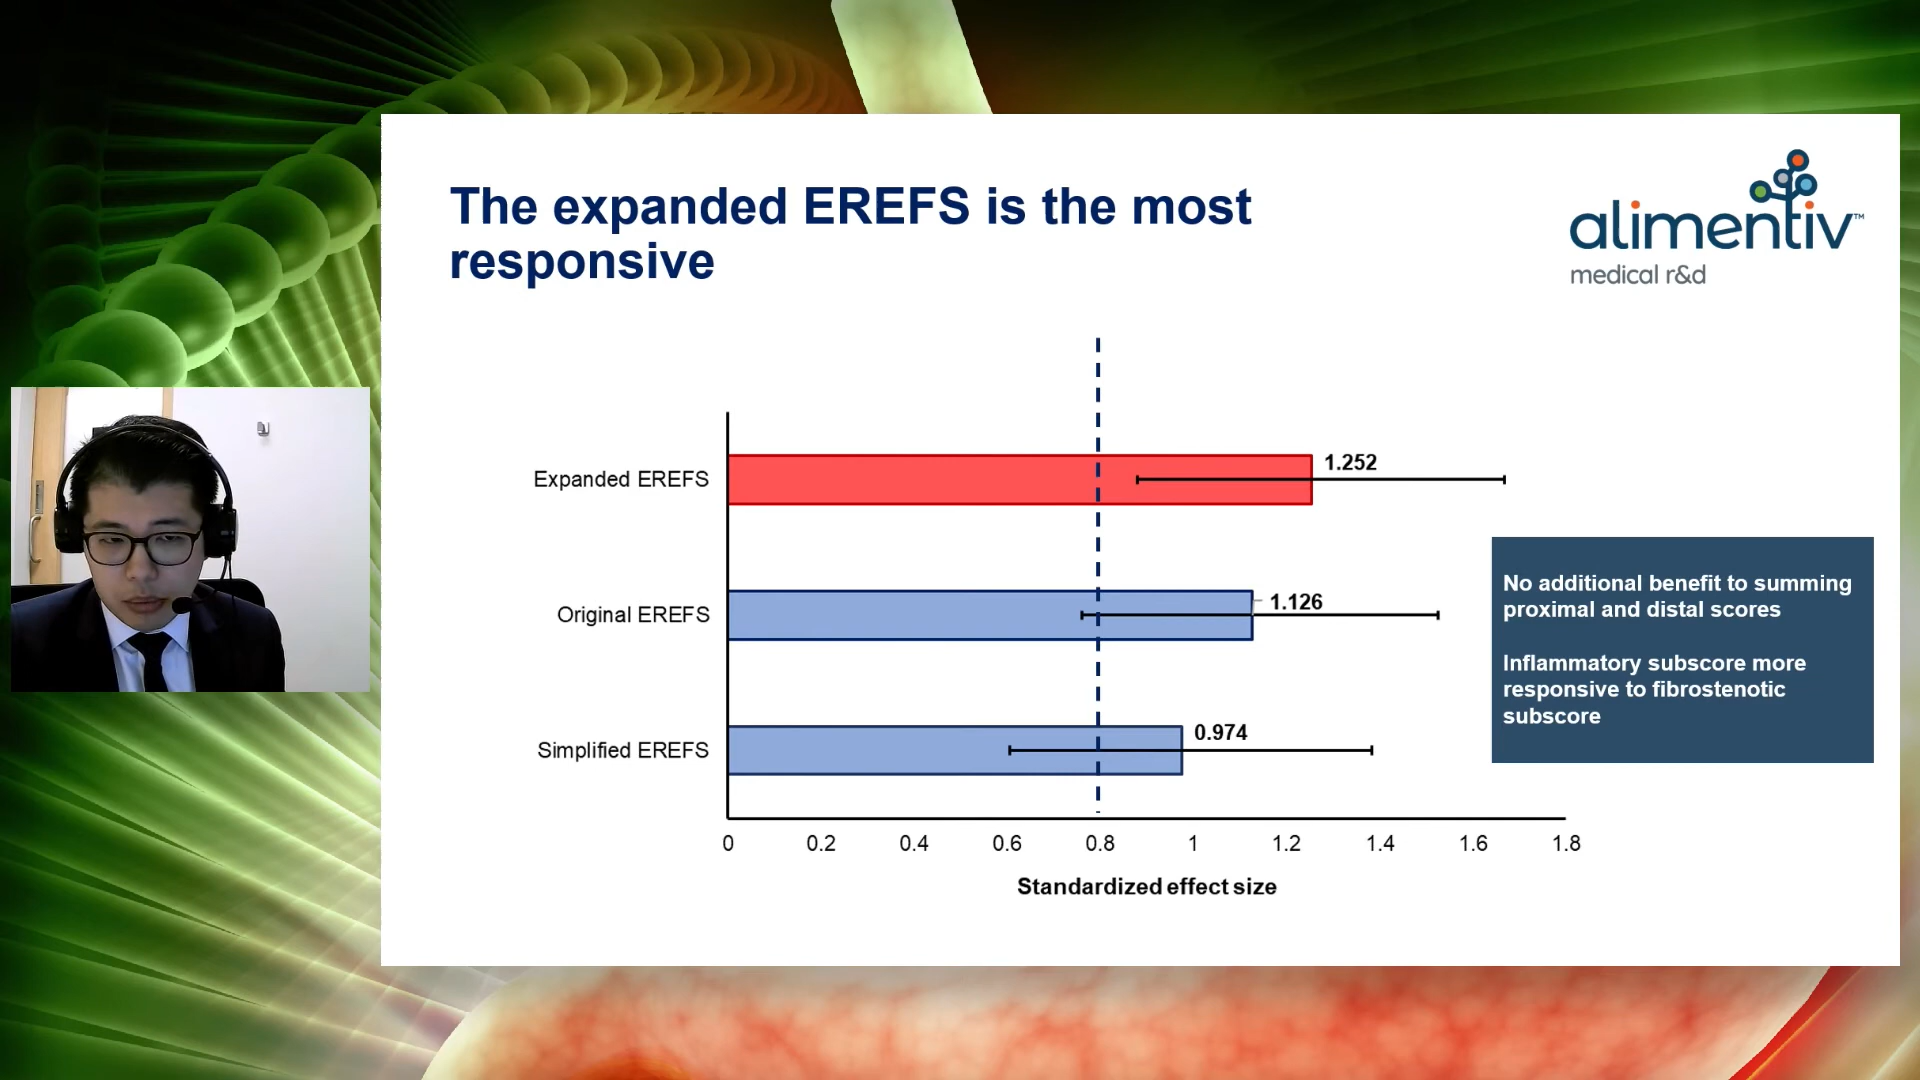 The expanded EREFS is the most
responsive
alimentiv™
medical r&d
Expanded EREFS
1.252
Original EREFS
1.126
Simplified EREFS
0.974
0 0.2 0.4 0.6 0.8 1 1.2 1.4 1.6 1.8
Standardized effect size
No additional benefit to summing
proximal and distal scores
Inflammatory subscore more
responsive to fibrostenotic
subscore